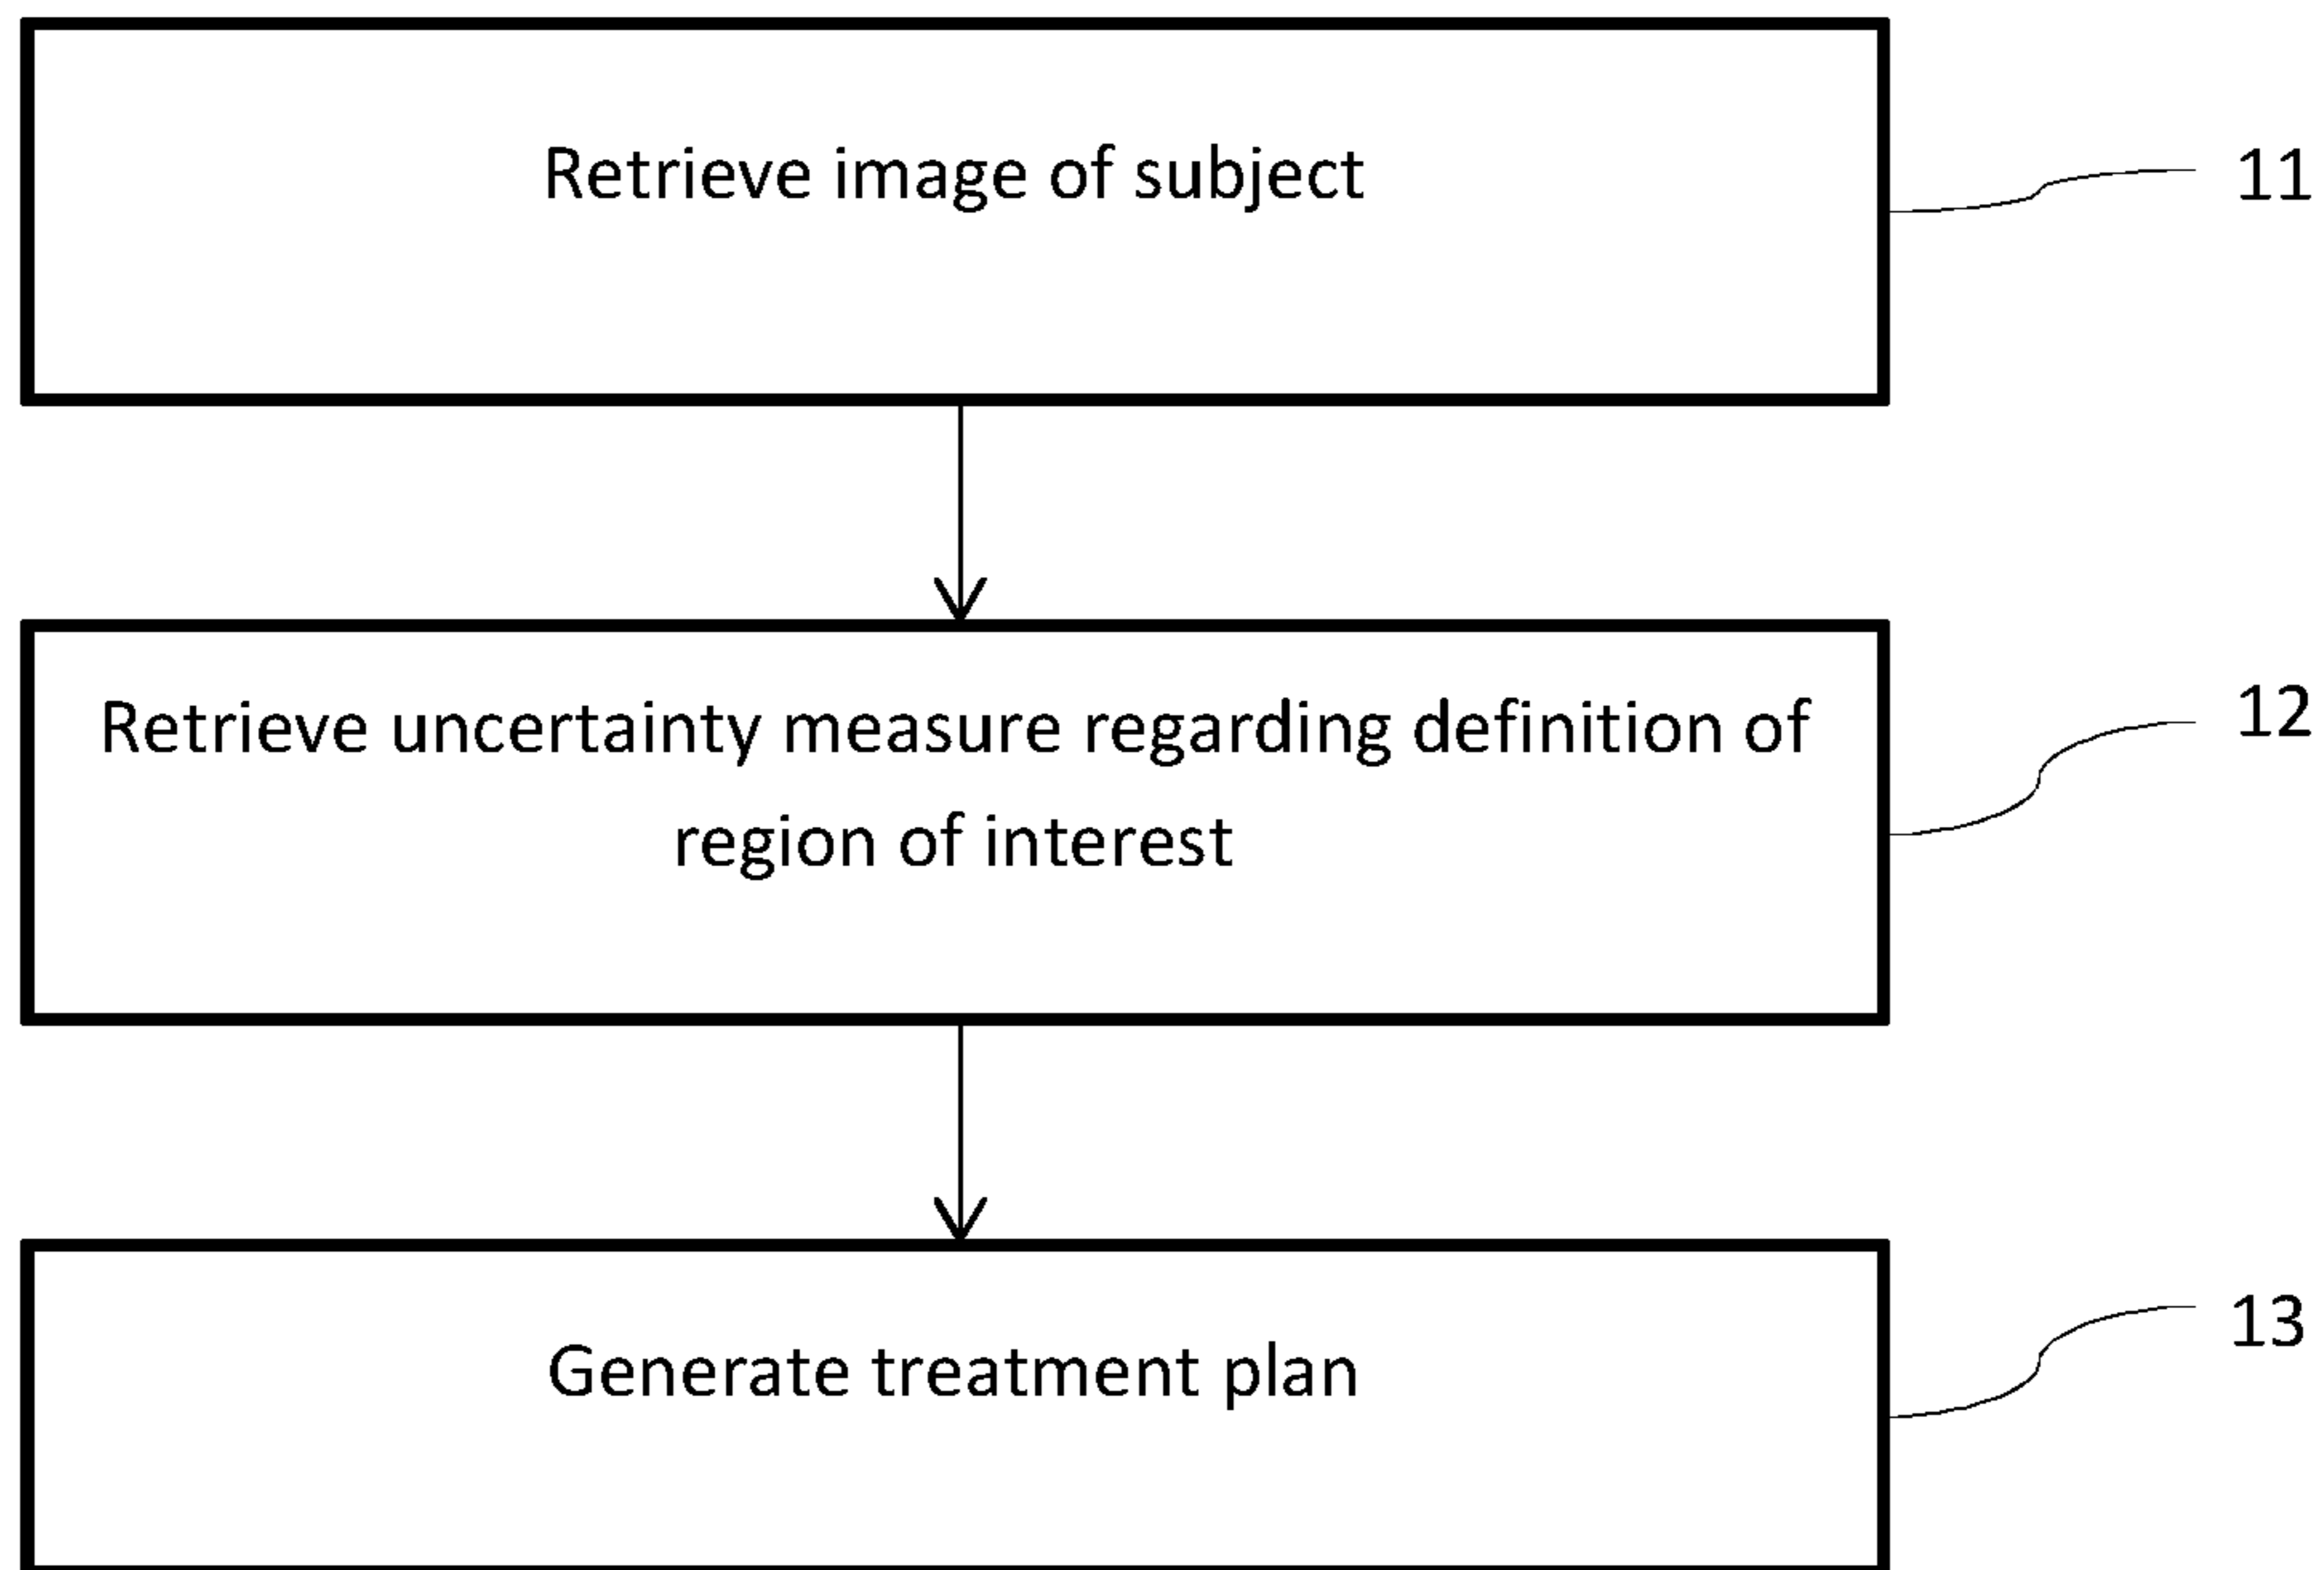 Retrieve image of subject
11
Retrieve uncertainty measure regarding definition of
region of interest
12
Generate treatment plan
13